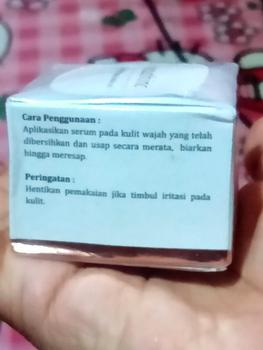 Cara Penggunaan :
Aplikasikan serum pada kulit wajah yang telah
dibersihkan dan usap secara merata, biarkan
hingga meresap.
Peringatan :
Hentikan pemakaian jika timbul iritasi pada
kulit.